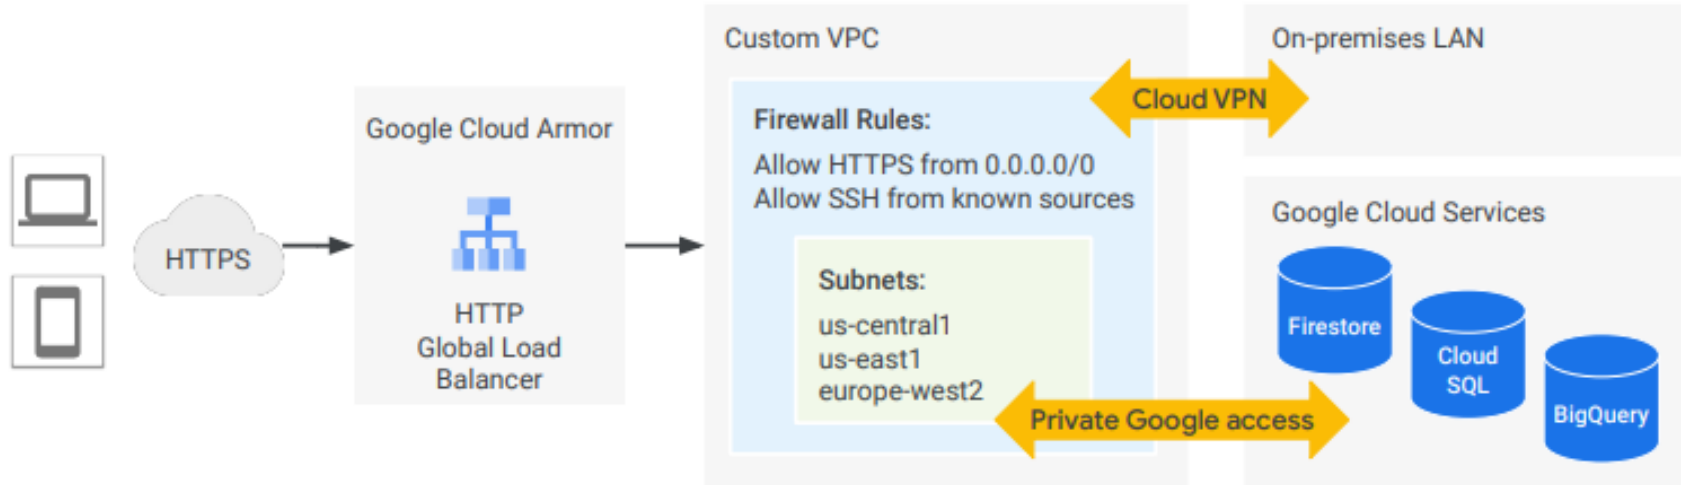 HTTPS
Google Cloud Armor
HTTP
Global Load
Balancer
Custom VPC
Firewall Rules:
Allow HTTPS from 0.0.0.0/0
Allow SSH from known sources
Subnets:
us-central1
us-east1
europe-west2
Cloud VPN
Private Google access
On-premises LAN
Google Cloud Services
Firestore
Cloud
SQL
BigQuery